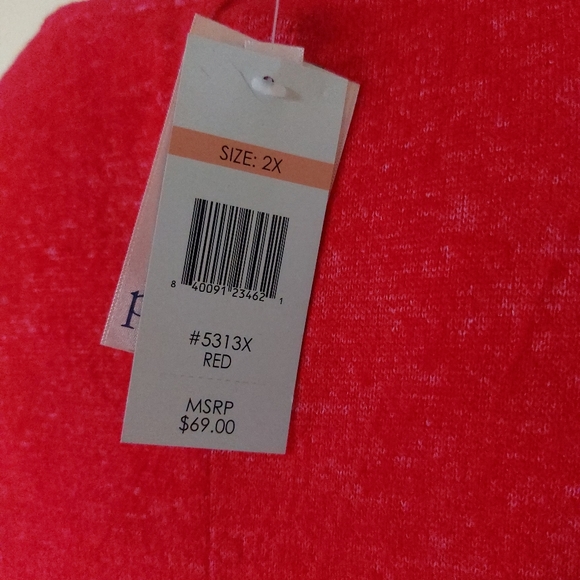 SIZE: 2X
8 40091 23462 1
#5313X
RED
MSRP
$69.00